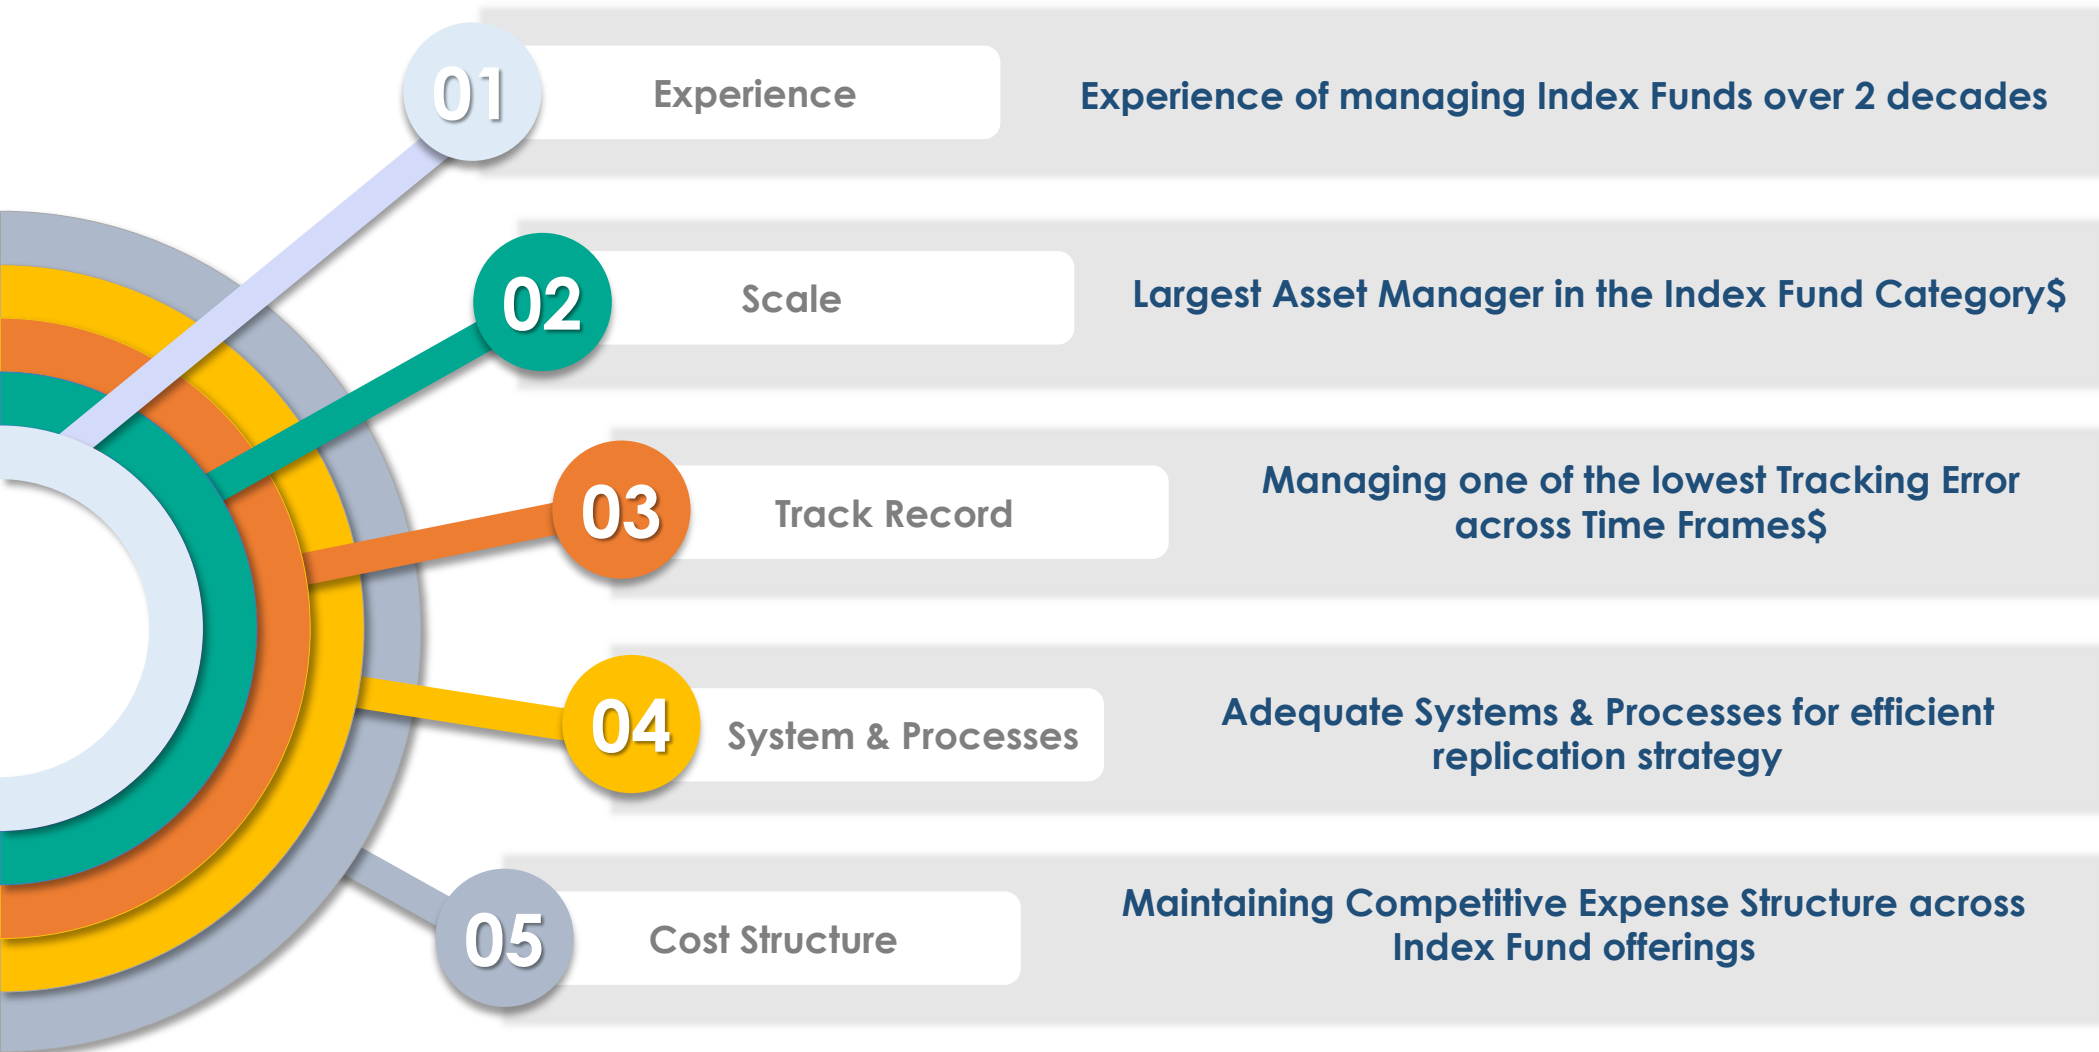 01
Experience
Experience of managing Index Funds over 2 decades
02
Scale
Largest Asset Manager in the Index Fund Category$
03
Track Record
Managing one of the lowest Tracking Error
across Time Frames$
04
System & Processes
Adequate Systems & Processes for efficient
replication strategy
05
Cost Structure
Maintaining Competitive Expense Structure across
Index Fund offerings